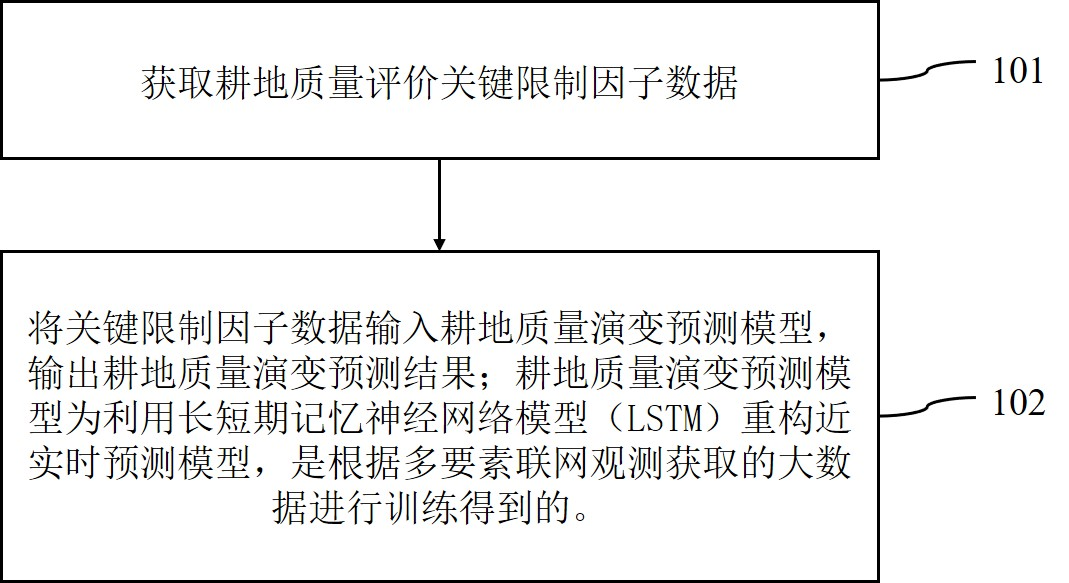 获取耕地质量评价关键限制因子数据
101
将关键限制因子数据输入耕地质量演变预测模型，
输出耕地质量演变预测结果；耕地质量演变预测模
型为利用长短期记忆神经网络模型（LSTM）重构近
实时预测模型，是根据多要素联网观测获取的大数
据进行训练得到的。
102